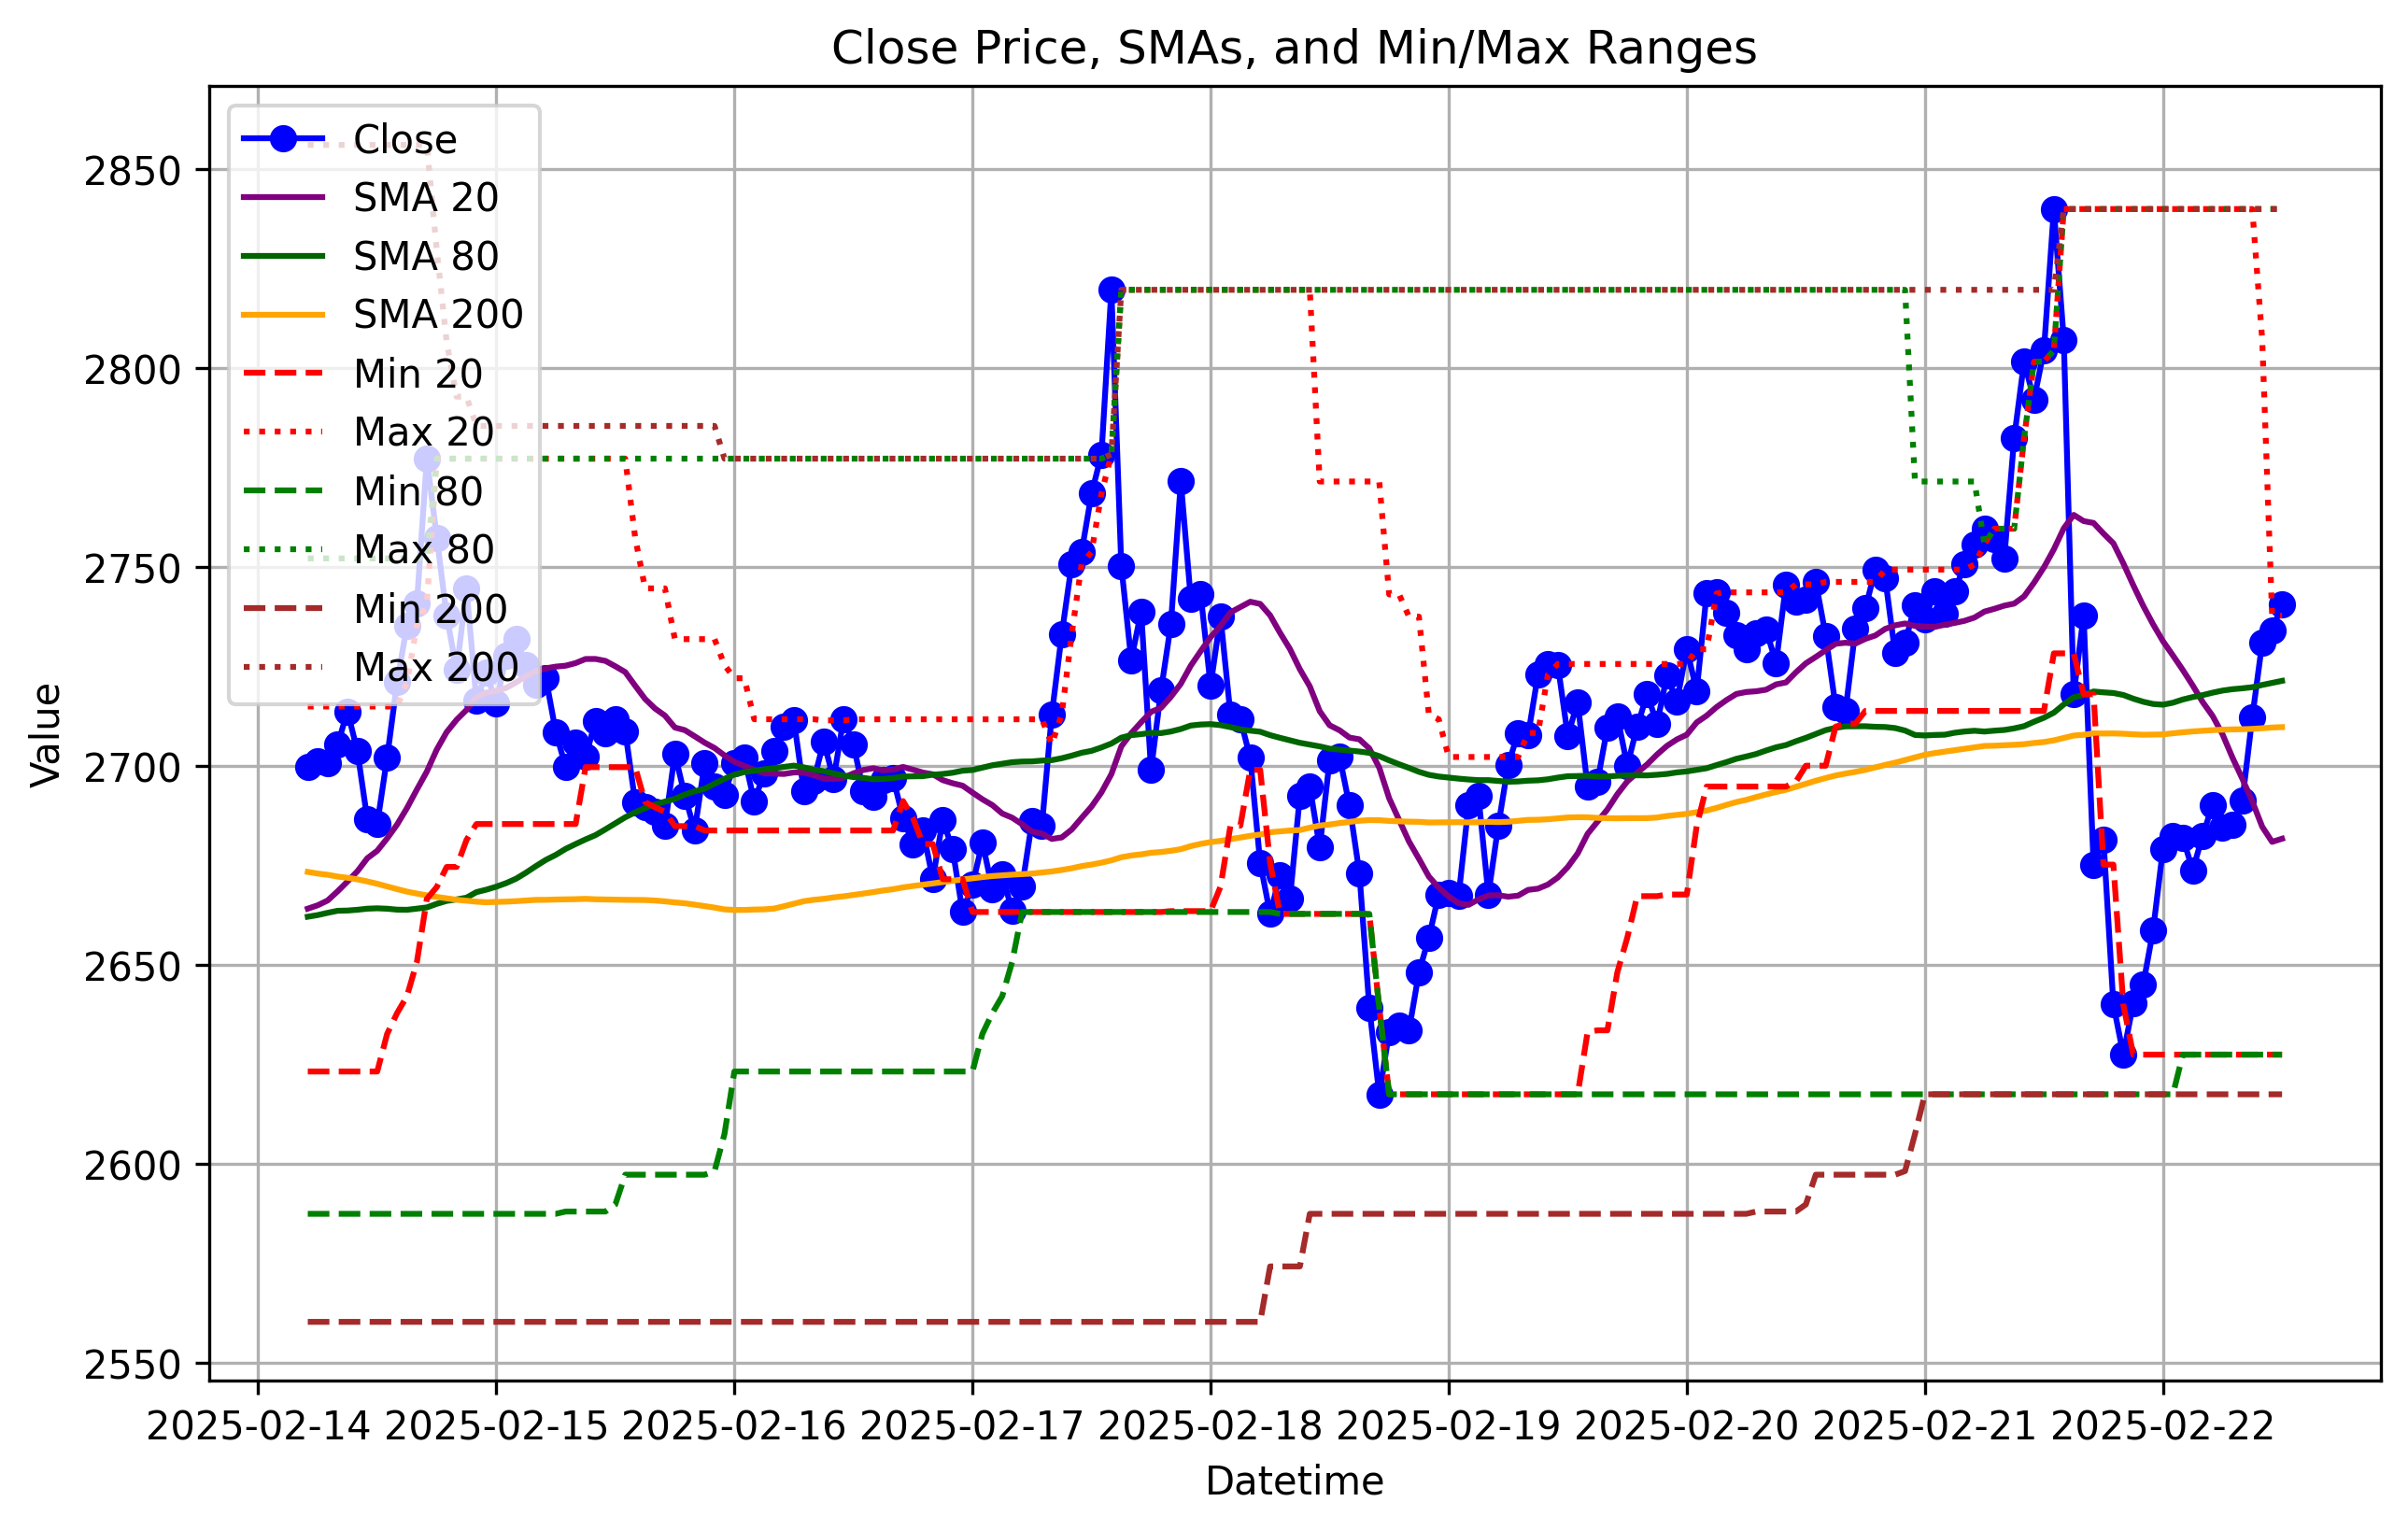 Close Price, SMAs, and Min/Max Ranges
Close
SMA 20
SMA 80
SMA 200
Min 20
Max 20
Min 80
Max 80
Min 200
Max 200
2850
2800
2750
2700
2650
2600
2550
Value
2025-02-14 2025-02-15 2025-02-16 2025-02-17 2025-02-18 2025-02-19 2025-02-20 2025-02-21 2025-02-22
Datetime